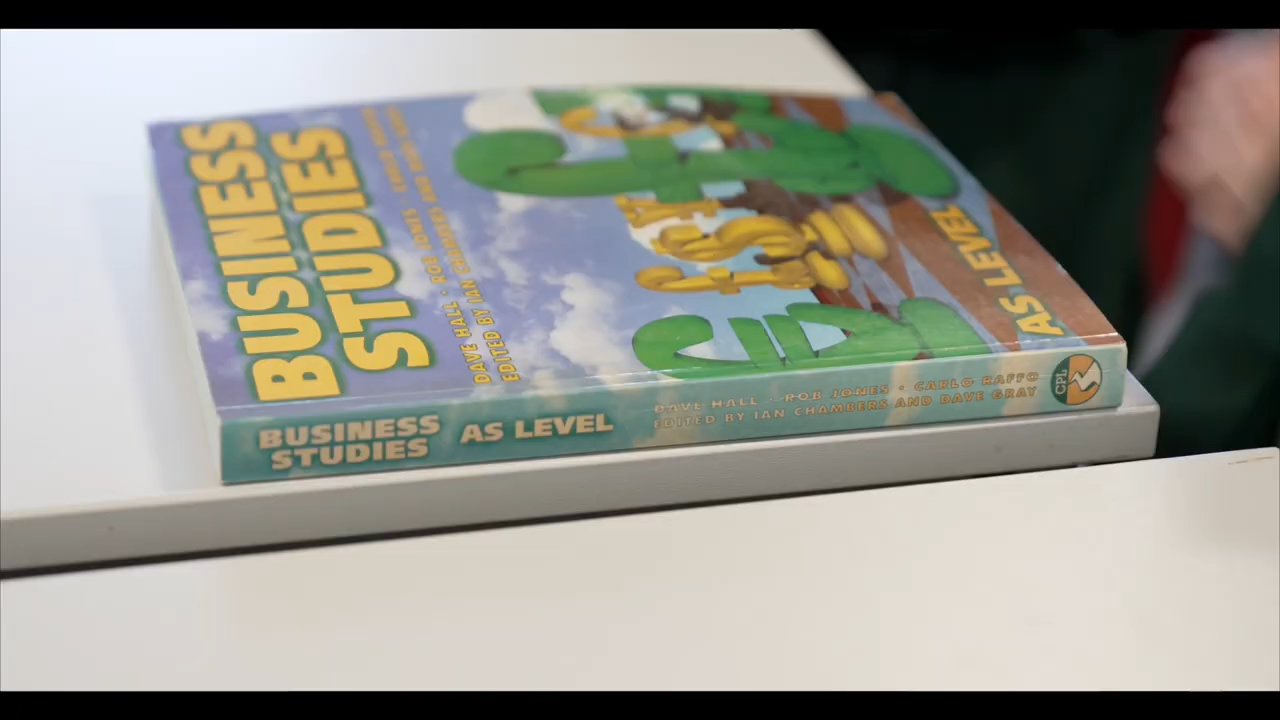 BUSINESS
STUDIES
DAVE HALL · ROB JONES · CARLO RAFFO
EDITED BY IAN CHAMBERS AND DAVE GRAY
AS LEVEL
BUSINESS
STUDIES
AS LEVEL
DAVE HALL · ROB JONES · CARLO RAFFO
EDITED BY IAN CHAMBERS AND DAVE GRAY
CPL